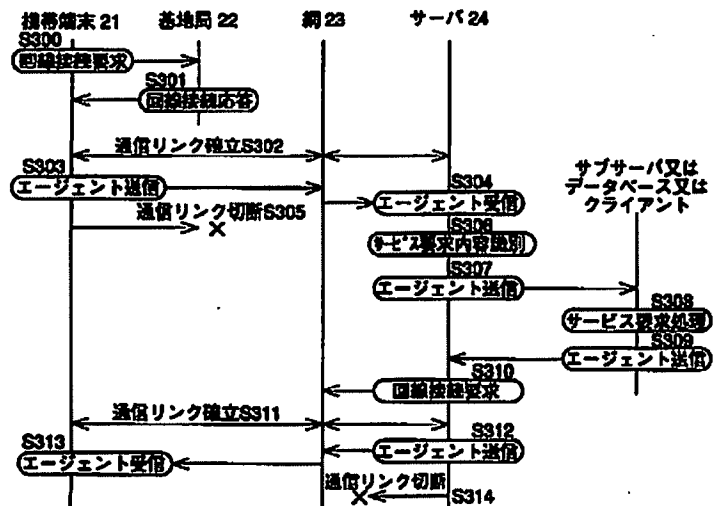 携帯端末 21
基地局 22
網 23
サーバ 24
S300
回線接続要求
S301
回線接続応答
通信リンク確立S302
S303
エージェント送信
S304
エージェント受信
サブサーバ又は
データベース又は
クライアント
通信リンク切断S305
S306
サービス要求内容識別
S307
エージェント送信
S308
サービス要求処理
S309
エージェント送信
S310
回線接続要求
通信リンク確立S311
S312
エージェント送信
S313
エージェント受信
通信リンク切断
S314